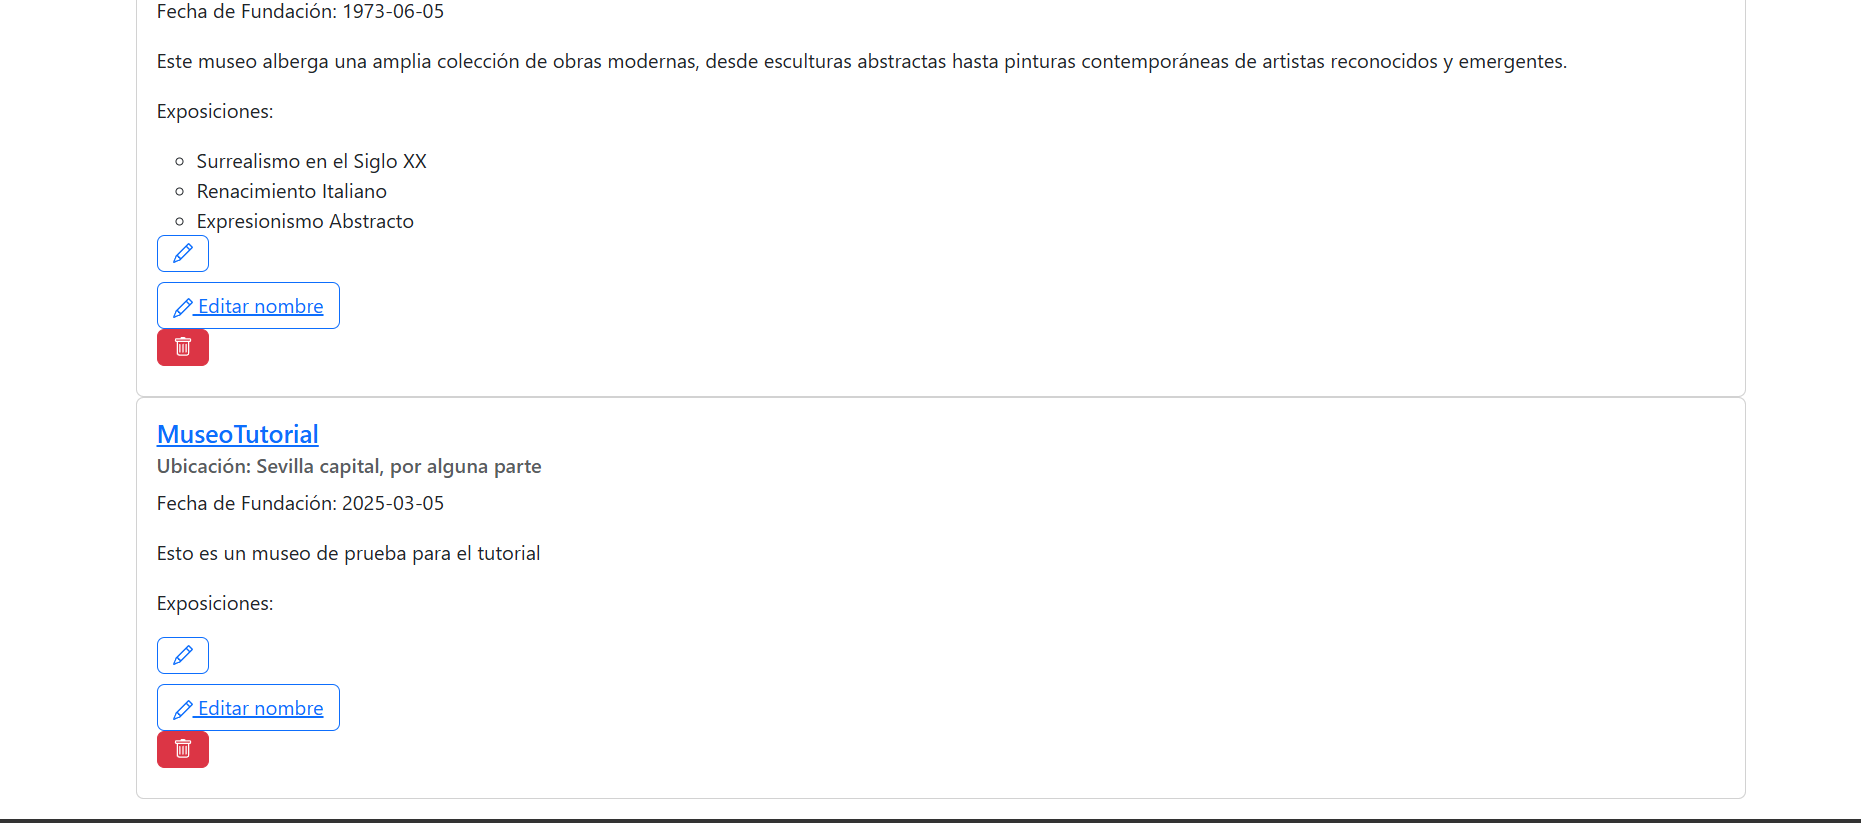 Fecha de Fundación: 1973-06-05
Este museo alberga una amplia colección de obras modernas, desde esculturas abstractas hasta pinturas contemporáneas de artistas reconocidos y emergentes.
Exposiciones:
Surrealismo en el Siglo XX
Renacimiento Italiano
Expresionismo Abstracto
Editar nombre
MuseoTutorial
Ubicación: Sevilla capital, por alguna parte
Fecha de Fundación: 2025-03-05
Esto es un museo de prueba para el tutorial
Exposiciones:
Editar nombre